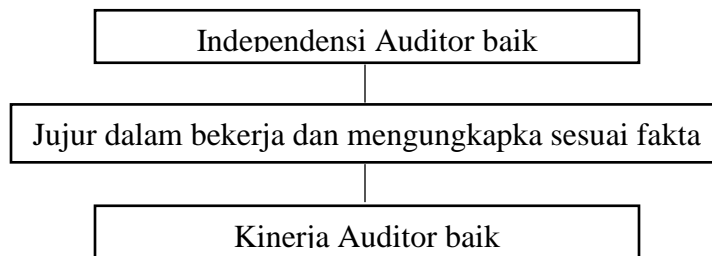 Independensi Auditor baik
Jujur dalam bekerja dan mengungkapka sesuai fakta
Kinerja Auditor baik